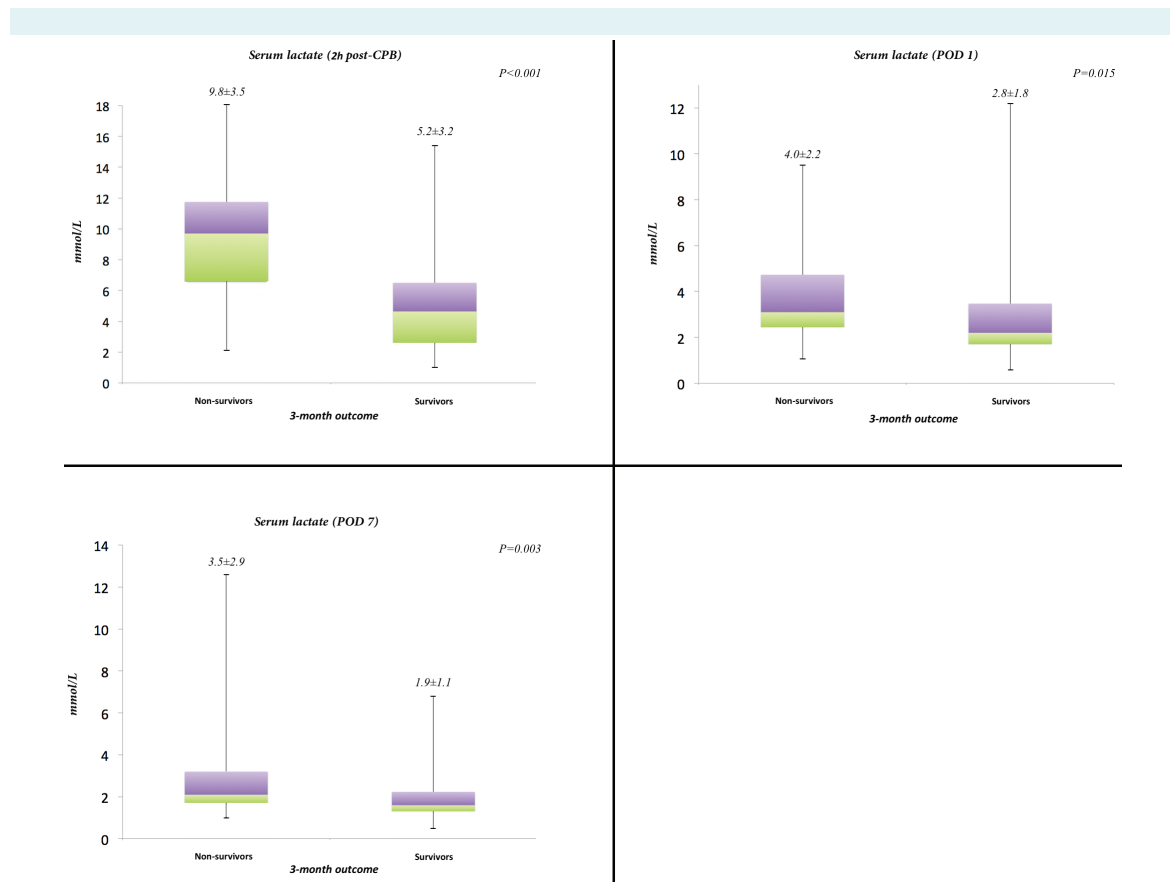 Serum lactate (2h post-CPB)
P<0.001
9.8±3.5
5.2±3.2
18
16
14
12
10
8
6
4
2
0
mmol/L
Non-survivors
Survivors
3-month outcome
Serum lactate (POD 1)
P=0.015
2.8±1.8
4.0±2.2
12
10
8
6
4
2
0
mmol/L
Non-survivors
Survivors
3-month outcome
Serum lactate (POD 7)
P=0.003
3.5±2.9
1.9±1.1
14
12
10
8
6
4
2
0
mmol/L
Non-survivors
Survivors
3-month outcome